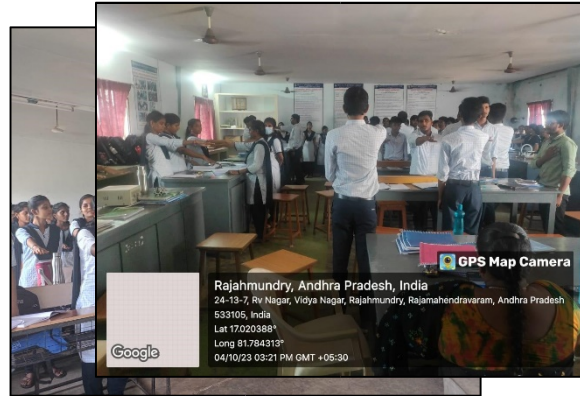 GPS Map Camera
Rajahmundry, Andhra Pradesh, India
24-13-7, Rv Nagar, Vidya Nagar, Rajahmundry, Rajamahendravaram, Andhra Pradesh
533105, India
Lat 17.020388°
Long 81.784313°
04/10/23 03:21 PM GMT +05:30
Google